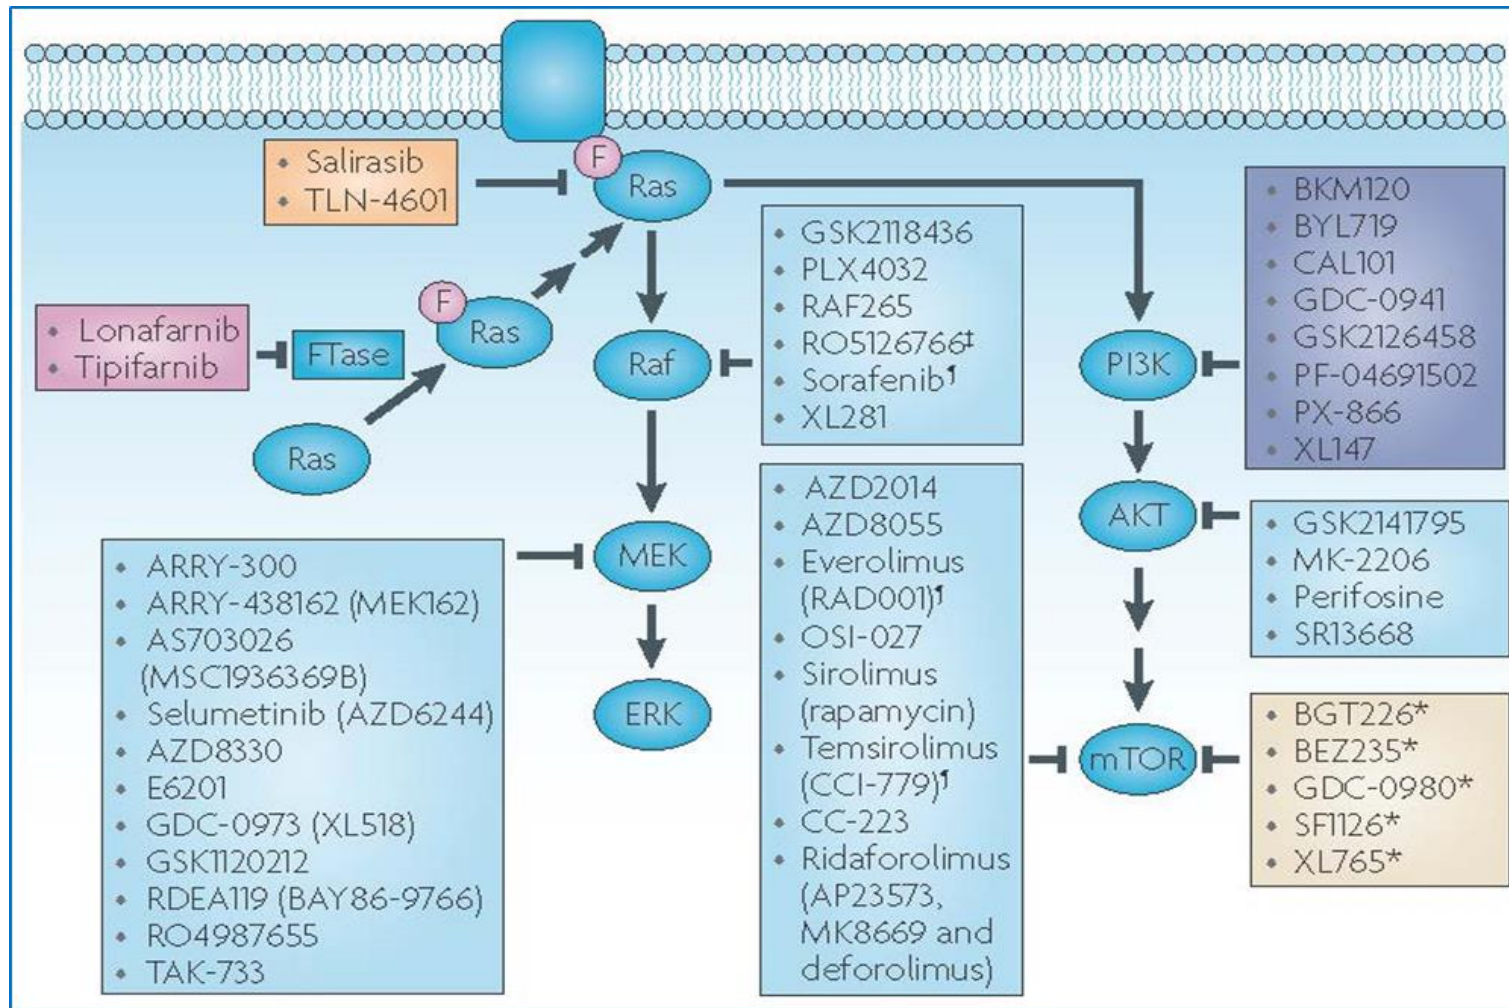 F
Ras
• Salirasib
• TLN-4601
F
Ras
• Lonafarnib
• Tipifarnib
FTase
Ras
Raf
• GSK2118436
• PLX4032
• RAF265
• RO5126766‡
• Sorafenib¶
• XL281
PI3K
• BKM120
• BYL719
• CAL101
• GDC-0941
• GSK2126458
• PF-04691502
• PX-866
• XL147
MEK
• ARRY-300
• ARRY-438162 (MEK162)
• AS703026
(MSC1936369B)
• Selumetinib (AZD6244)
• AZD8330
• E6201
• GDC-0973 (XL518)
• GSK1120212
• RDEA119 (BAY86-9766)
• RO4987655
• TAK-733
ERK
• AZD2014
• AZD8055
• Everolimus
(RAD001)¶
• OSI-027
• Sirolimus
(rapamycin)
• Temsirolimus
(CCI-779)¶
• CC-223
• Ridaforolimus
(AP23573,
MK8669 and
deforolimus)
AKT
• GSK2141795
• MK-2206
• Perifosine
• SR13668
mTOR
• BGT226*
• BEZ235*
• GDC-0980*
• SF1126*
• XL765*